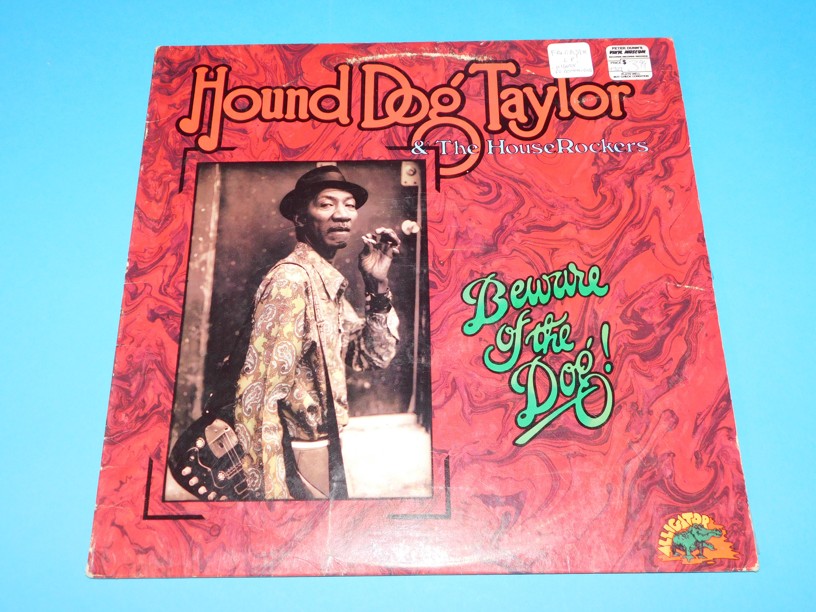 Hound Dog Taylor
& The HouseRockers
Beware
of the
Dog!
ALLIGATOR